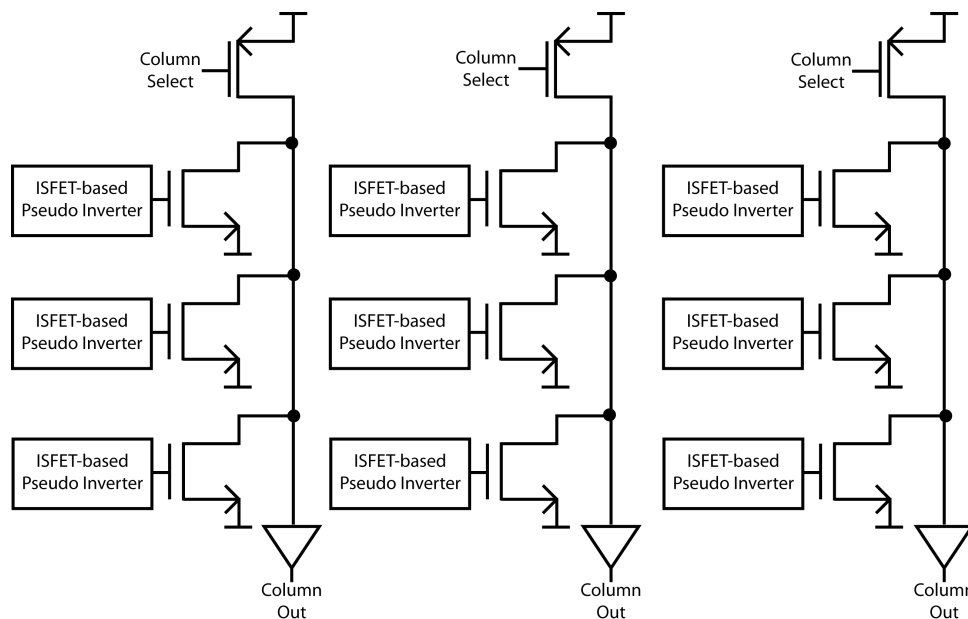 Column
Select
Column
Select
Column
Select
ISFET-based
Pseudo Inverter
ISFET-based
Pseudo Inverter
ISFET-based
Pseudo Inverter
ISFET-based
Pseudo Inverter
ISFET-based
Pseudo Inverter
ISFET-based
Pseudo Inverter
ISFET-based
Pseudo Inverter
ISFET-based
Pseudo Inverter
ISFET-based
Pseudo Inverter
Column
Out
Column
Out
Column
Out